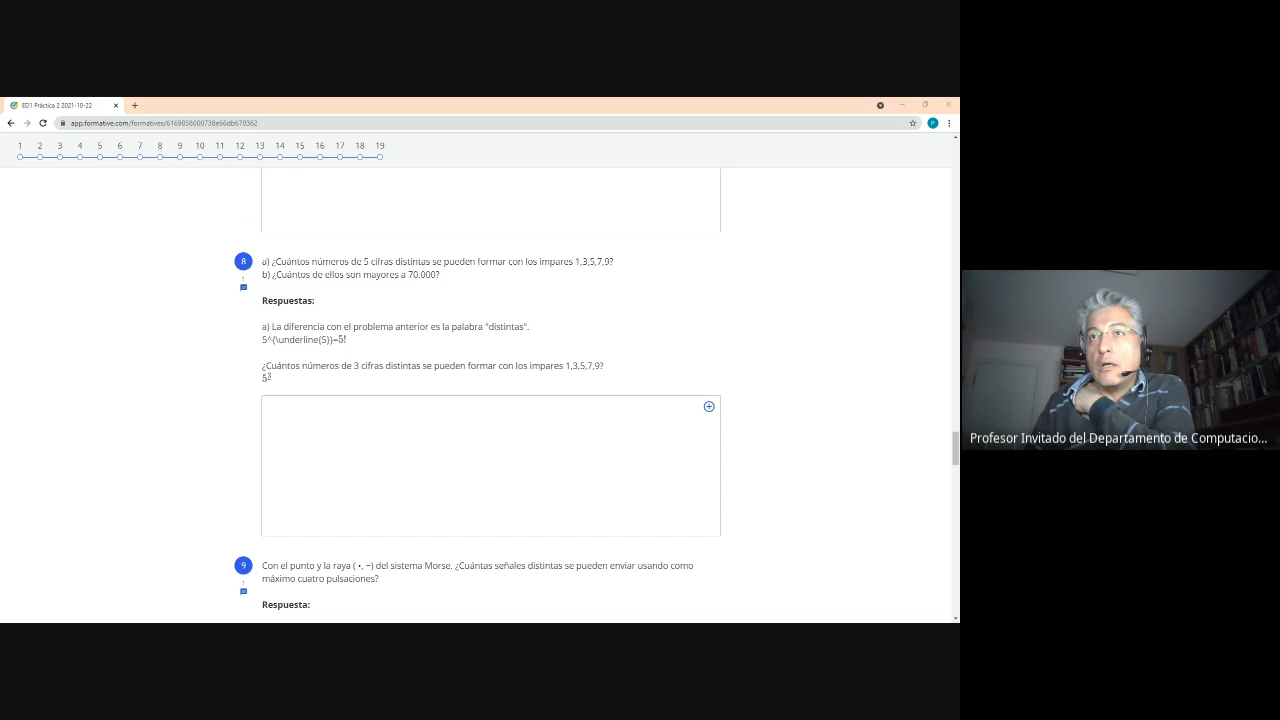 ED1 Práctica 2 2021-10-22
app.formative.com/formatives/6169858600738e66db670362
P
1 2 3 4 5 6 7 8 9 10 11 12 13 14 15 16 17 18 19
8 a) ¿Cuántos números de 5 cifras distintas se pueden formar con los impares 1,3,5,7,9?
1
b) ¿Cuántos de ellos son mayores a 70.000?
Respuestas:
a) La diferencia con el problema anterior es la palabra "distintas".
5^{\underline{5}}=5!
¿Cuántos números de 3 cifras distintas se pueden formar con los impares 1,3,5,7,9?
5^3
9 Con el punto y la raya ( •, −) del sistema Morse. ¿Cuántas señales distintas se pueden enviar usando como
1
máximo cuatro pulsaciones?
Respuesta:
Profesor Invitado del Departamento de Computacio...